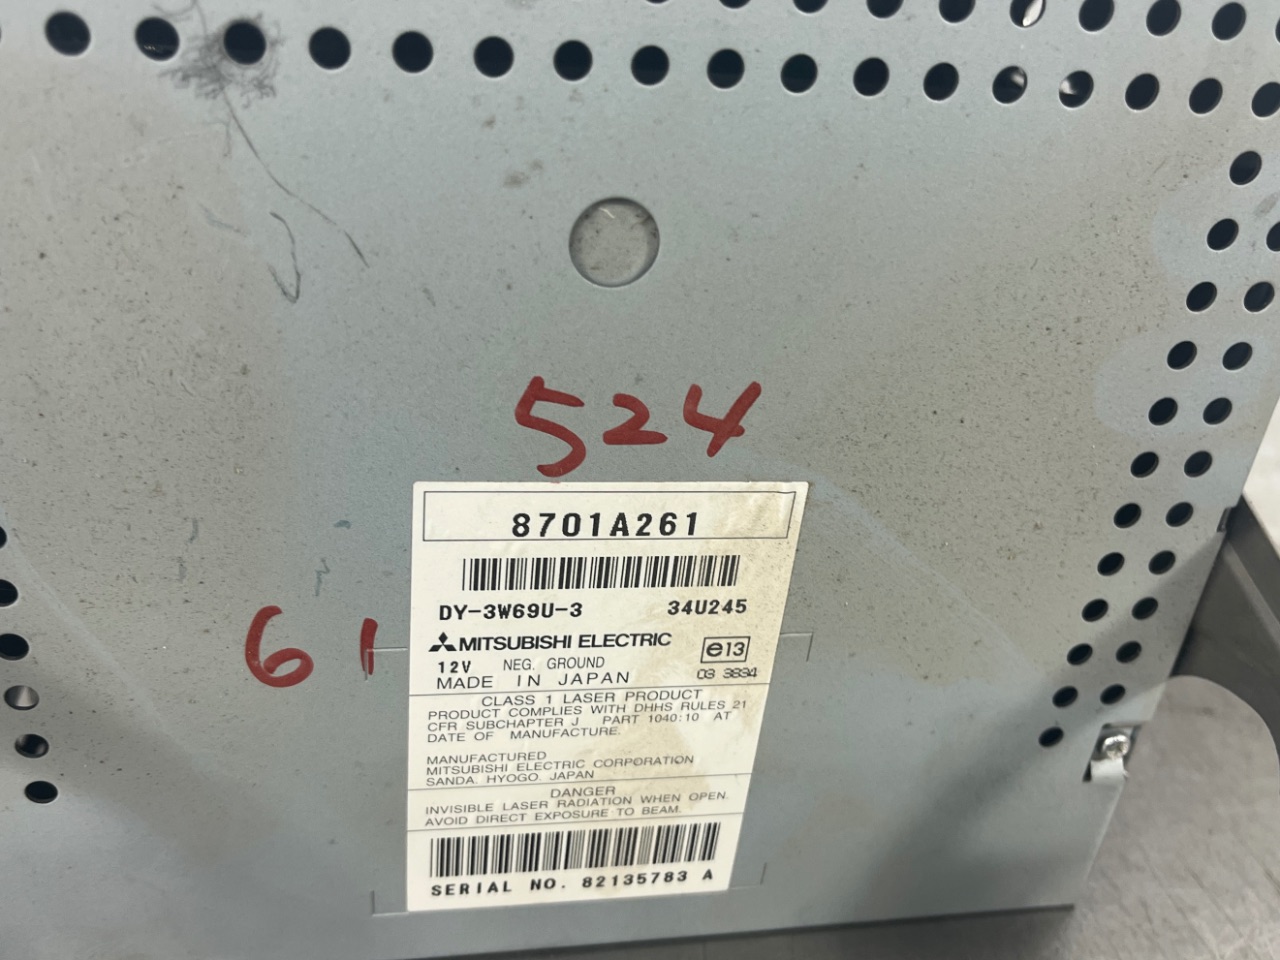 524
8701A261
DY-3W69U-3 34U245
MITSUBISHI ELECTRIC
e13
12V NEG. GROUND
MADE IN JAPAN 03 3834
61
CLASS 1 LASER PRODUCT
PRODUCT COMPLIES WITH DHHS RULES 21
CFR SUBCHAPTER J PART 1040:10 AT
DATE OF MANUFACTURE.
MANUFACTURED
MITSUBISHI ELECTRIC CORPORATION
SANDA. HYOGO. JAPAN
DANGER
INVISIBLE LASER RADIATION WHEN OPEN.
AVOID DIRECT EXPOSURE TO BEAM.
SERIAL NO. 82135783 A